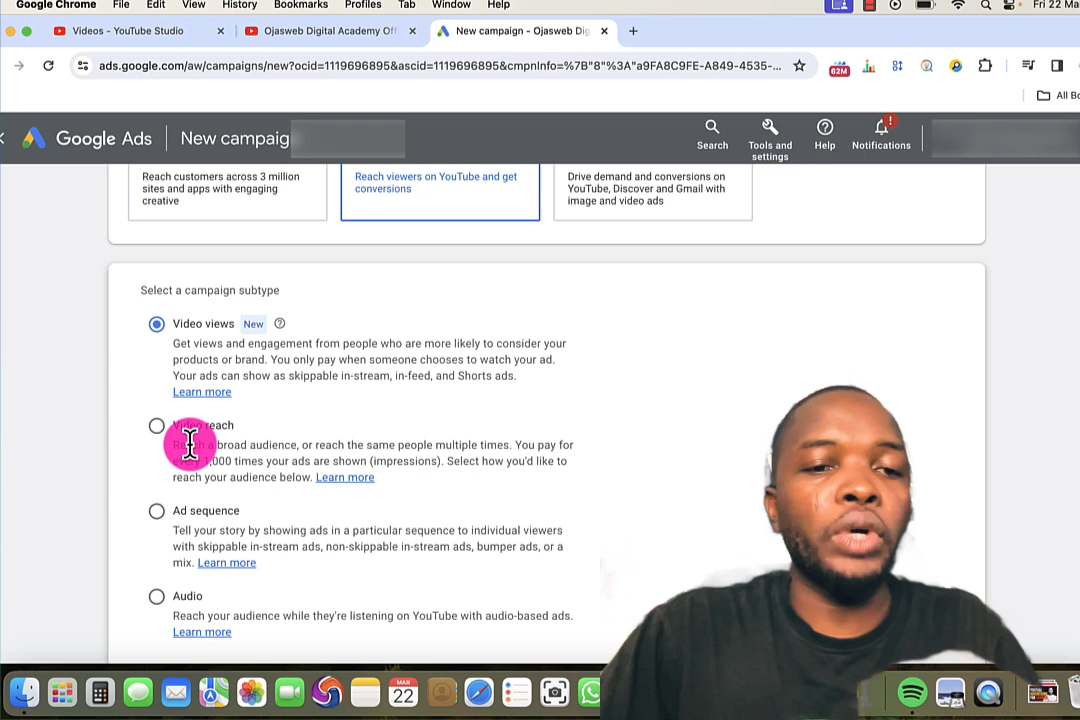 Google Chrome File Edit View History Bookmarks Profiles Tab Window Help Fri 22 Ma
Videos - YouTube Studio Ojasweb Digital Academy Off New campaign - Ojasweb Dig
ads.google.com/aw/campaigns/new?ocid=1119696895&ascid=1119696895&cmpnInfo=%7B"8"%3A"a9FA8C9FE-A849-4535-... 62M
All Bo
Google Ads New campaig Search Tools and settings Help Notifications
Reach customers across 3 million
sites and apps with engaging
creative
Reach viewers on YouTube and get
conversions
Drive demand and conversions on
YouTube, Discover and Gmail with
image and video ads
Select a campaign subtype
Video views New
Get views and engagement from people who are more likely to consider your
products or brand. You only pay when someone chooses to watch your ad.
Your ads can show as skippable in-stream, in-feed, and Shorts ads.
Learn more
Video reach
Reach a broad audience, or reach the same people multiple times. You pay for
every 1,000 times your ads are shown (impressions). Select how you'd like to
reach your audience below. Learn more
Ad sequence
Tell your story by showing ads in a particular sequence to individual viewers
with skippable in-stream ads, non-skippable in-stream ads, bumper ads, or a
mix. Learn more
Audio
Reach your audience while they're listening on YouTube with audio-based ads.
Learn more
MAR
22